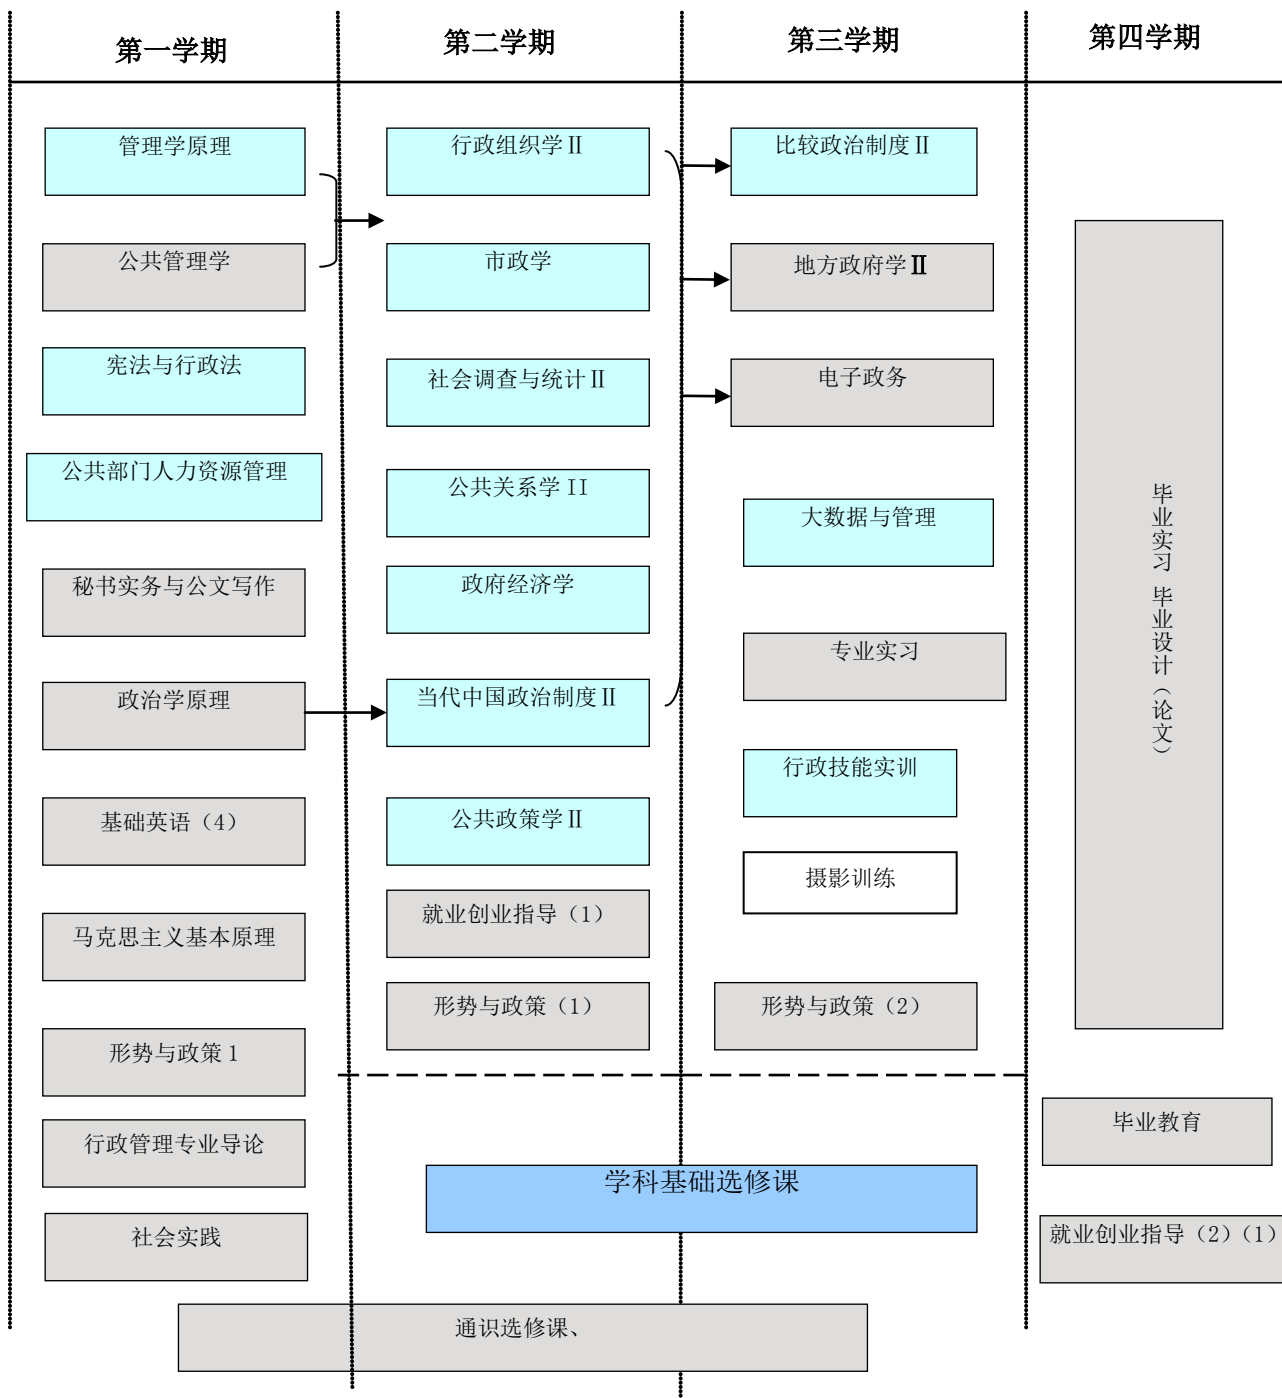 第一学期
第二学期
第三学期
第四学期
管理学原理
公共管理学
宪法与行政法
公共部门人力资源管理
秘书实务与公文写作
政治学原理
基础英语（4）
马克思主义基本原理
形势与政策 1
行政管理专业导论
社会实践
行政组织学Ⅱ
市政学
社会调查与统计Ⅱ
公共关系学 II
政府经济学
当代中国政治制度Ⅱ
公共政策学Ⅱ
就业创业指导（1）
形势与政策（1）
比较政治制度Ⅱ
地方政府学Ⅱ
电子政务
大数据与管理
专业实习
行政技能实训
摄影训练
形势与政策（2）
毕业实习 毕业设计（论文）
毕业教育
就业创业指导（2）（1）
学科基础选修课
通识选修课、